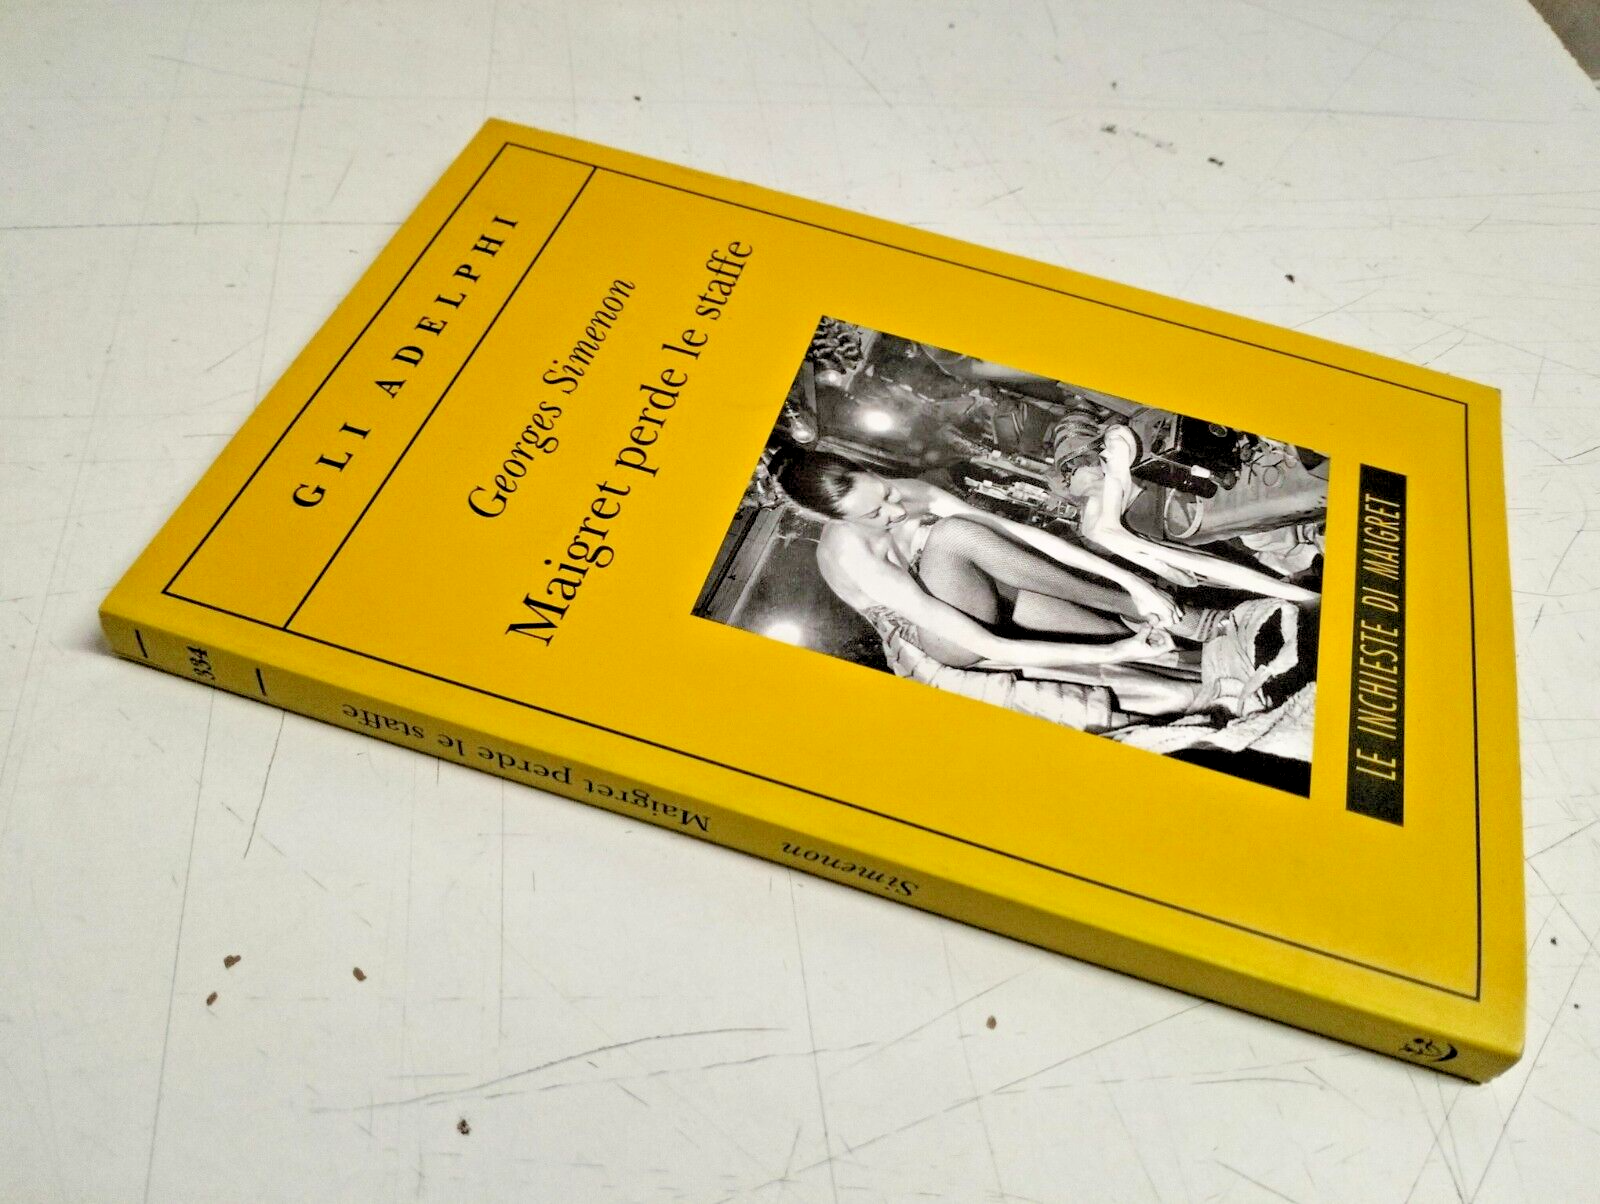 GLI ADELPHI
Georges Simenon
Maigret perde le staffe
LE INCHIESTE DI MAIGRET
334
Maigret perde le staffe
Simenon